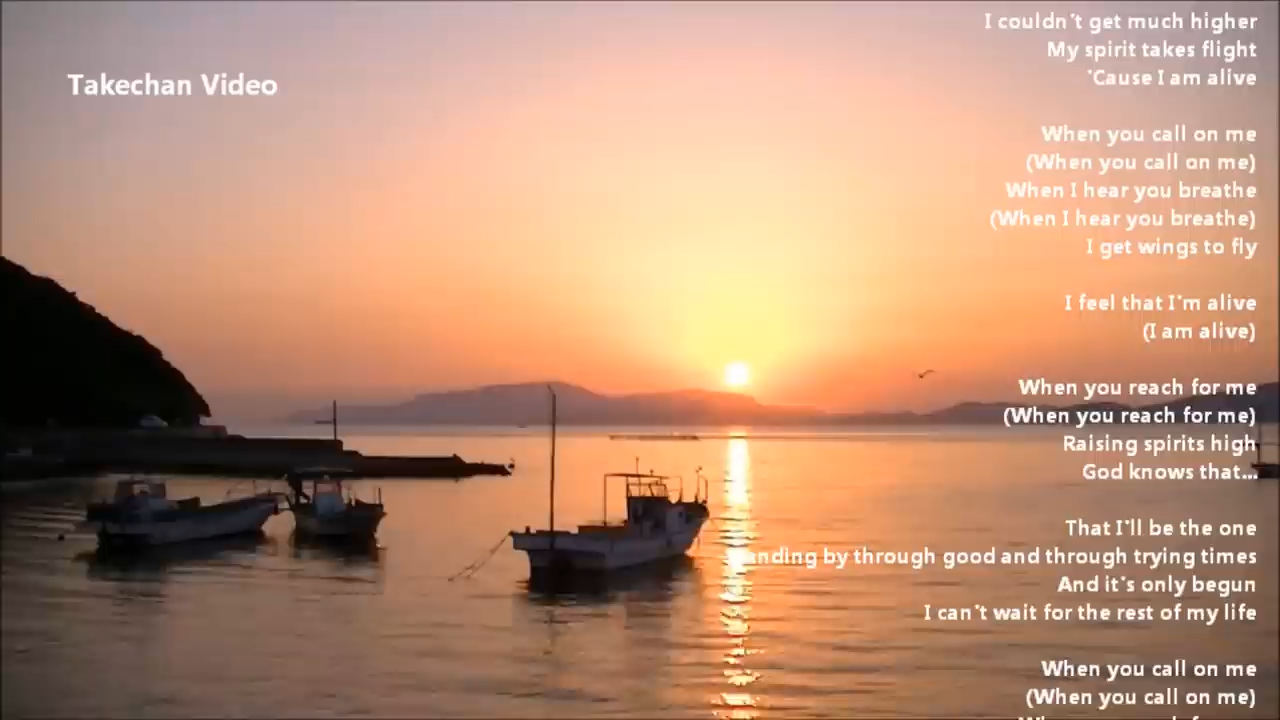 Takechan Video
I couldn't get much higher
My spirit takes flight
'Cause I am alive
When you call on me
(When you call on me)
When I hear you breathe
(When I hear you breathe)
I get wings to fly
I feel that I'm alive
(I am alive)
When you reach for me
(When you reach for me)
Raising spirits high
God knows that...
That I'll be the one
nding by through good and through trying times
And it's only begun
I can't wait for the rest of my life
When you call on me
(When you call on me)